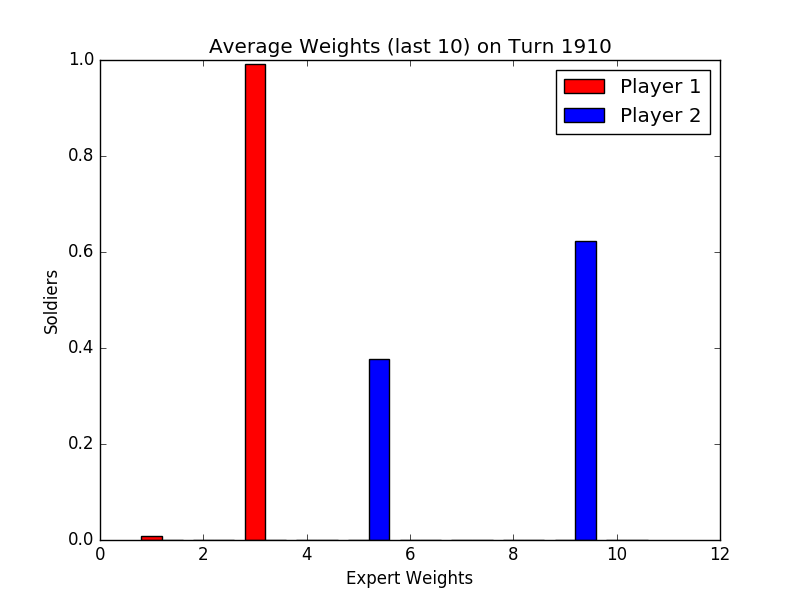 Average Weights (last 10) on Turn 1910
Player 1
Player 2
1.0
0.8
0.6
0.4
0.2
0.0
Soldiers
0 2 4 6 8 10 12
Expert Weights